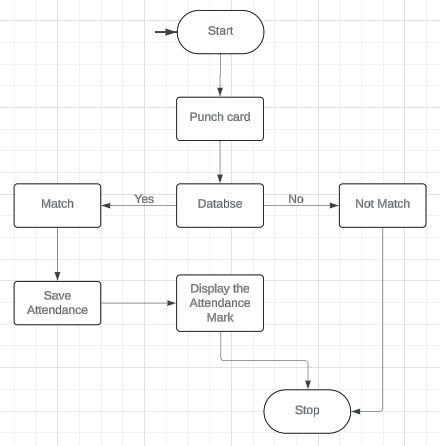 Start
Punch card
Match
Yes
Databse
No
Not Match
Save
Attendance
Display the
Attendance
Mark
Stop